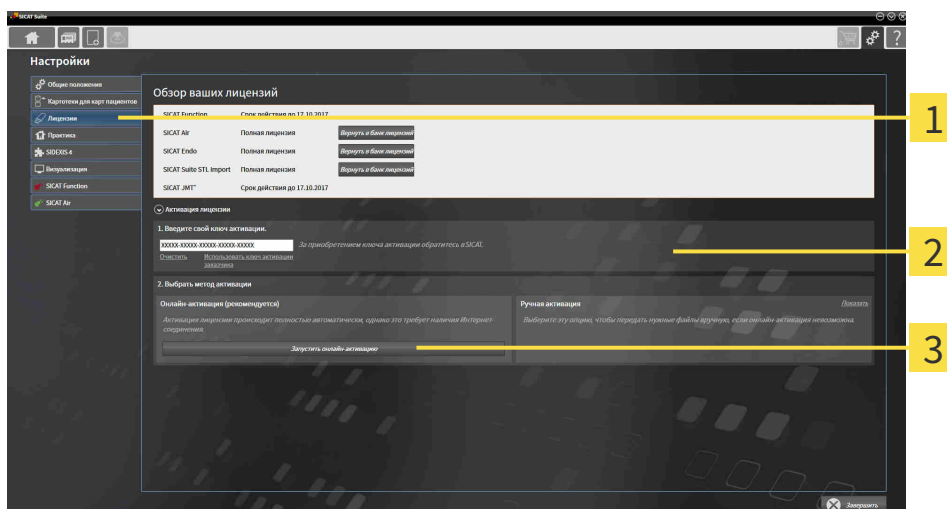 SICAT Suite
?
Настройки
Общие положения
Картотеки для карт пациентов
Лицензии
Практика
SIDEXIS 4
Визуализация
SICAT Function
SICAT Air
Обзор ваших лицензий
SICAT Function Срок действия до 17.10.2017
SICAT Air Полная лицензия Вернуть в банк лицензий
SICAT Endo Полная лицензия Вернуть в банк лицензий
SICAT Suite STL Import Полная лицензия Вернуть в банк лицензий
SICAT JMT⁺ Срок действия до 17.10.2017
Активация лицензии
1. Введите свой ключ активации.
XXXXX-XXXXX-XXXXX-XXXXX-XXXXX За приобретением ключа активации обратитесь в SICAT.
Очистить Использовать ключ активации
заказчика
2. Выбрать метод активации
Онлайн-активация (рекомендуется)
Активация лицензии происходит полностью автоматически, однако это требует наличия Интернет-
соединения.
Запустить онлайн-активацию
Ручная активация Показать
Выберите эту опцию, чтобы передать нужные файлы вручную, если онлайн-активация невозможна.
Завершить
1
2
3